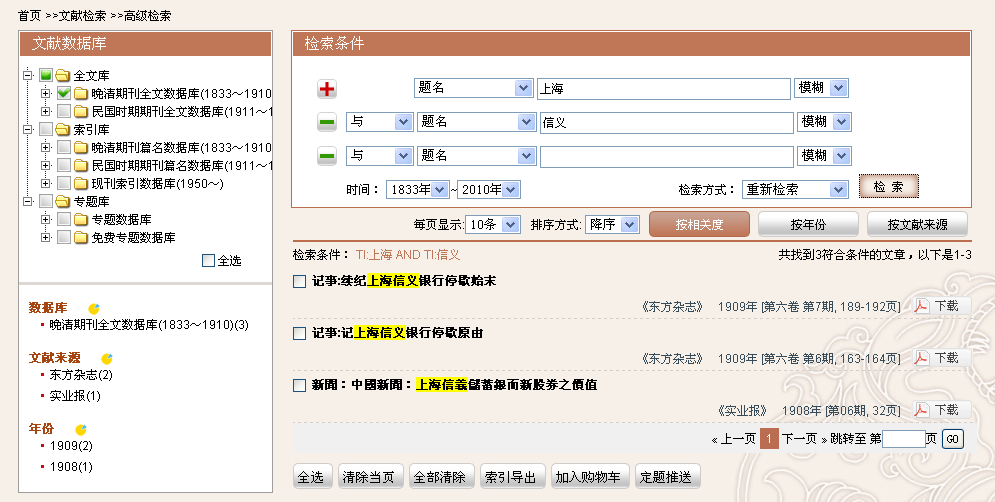 首页 >>文献检索 >>高级检索
文献数据库
全文库
晚清期刊全文数据库(1833～1910
民国时期期刊全文数据库(1911～1
索引库
晚清期刊篇名数据库(1833～1910
民国时期期刊篇名数据库(1911～1
现刊索引数据库(1950～)
专题库
专题数据库
免费专题数据库
全选
数据库
晚清期刊全文数据库(1833～1910)(3)
文献来源
东方杂志(2)
实业报(1)
年份
1909(2)
1908(1)
检索条件
题名 上海 模糊
与 题名 信义 模糊
与 题名 模糊
时间： 1833年 ~ 2010年 检索方式： 重新检索 检 索
每页显示: 10条 排序方式: 降序 按相关度 按年份 按文献来源
检索条件： TI:上海 AND TI:信义 共找到3符合条件的文章，以下是1-3
记事:续纪上海信义银行停歇始末
《东方杂志》 1909年 [第六卷 第7期, 189-192页] 下载
记事:记上海信义银行停歇原由
《东方杂志》 1909年 [第六卷 第6期, 163-164页] 下载
新聞：中國新聞：上海信義儲蓄銀而新股券之價值
《实业报》 1908年 [第06期, 32页] 下载
« 上一页 1 下一页 » 跳转至 第 页 GO
全选 清除当页 全部清除 索引导出 加入购物车 定题推送